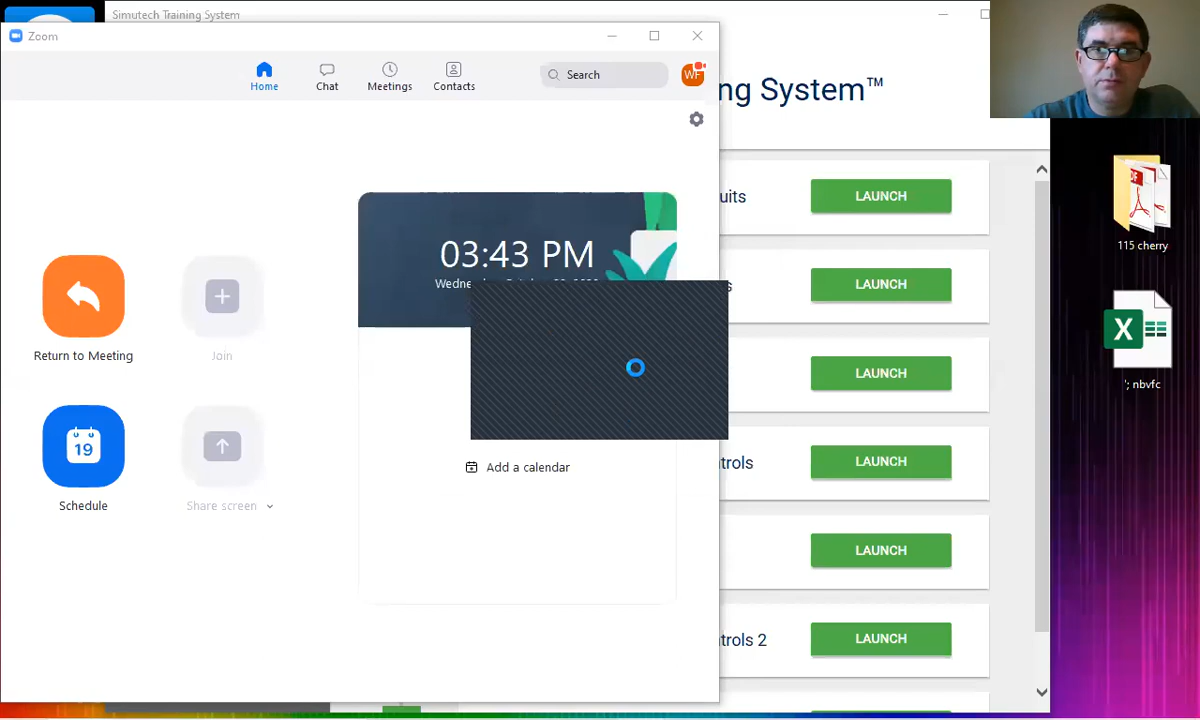 Simutech Training System
Zoom
Home
Chat
Meetings
Contacts
Search
WF
ng System™
03:43 PM
Return to Meeting
Join
19
Schedule
Share screen
Add a calendar
uits
LAUNCH
s
LAUNCH
LAUNCH
trols
LAUNCH
LAUNCH
trols 2
LAUNCH
PDF
115 cherry
X
'; nbvfc